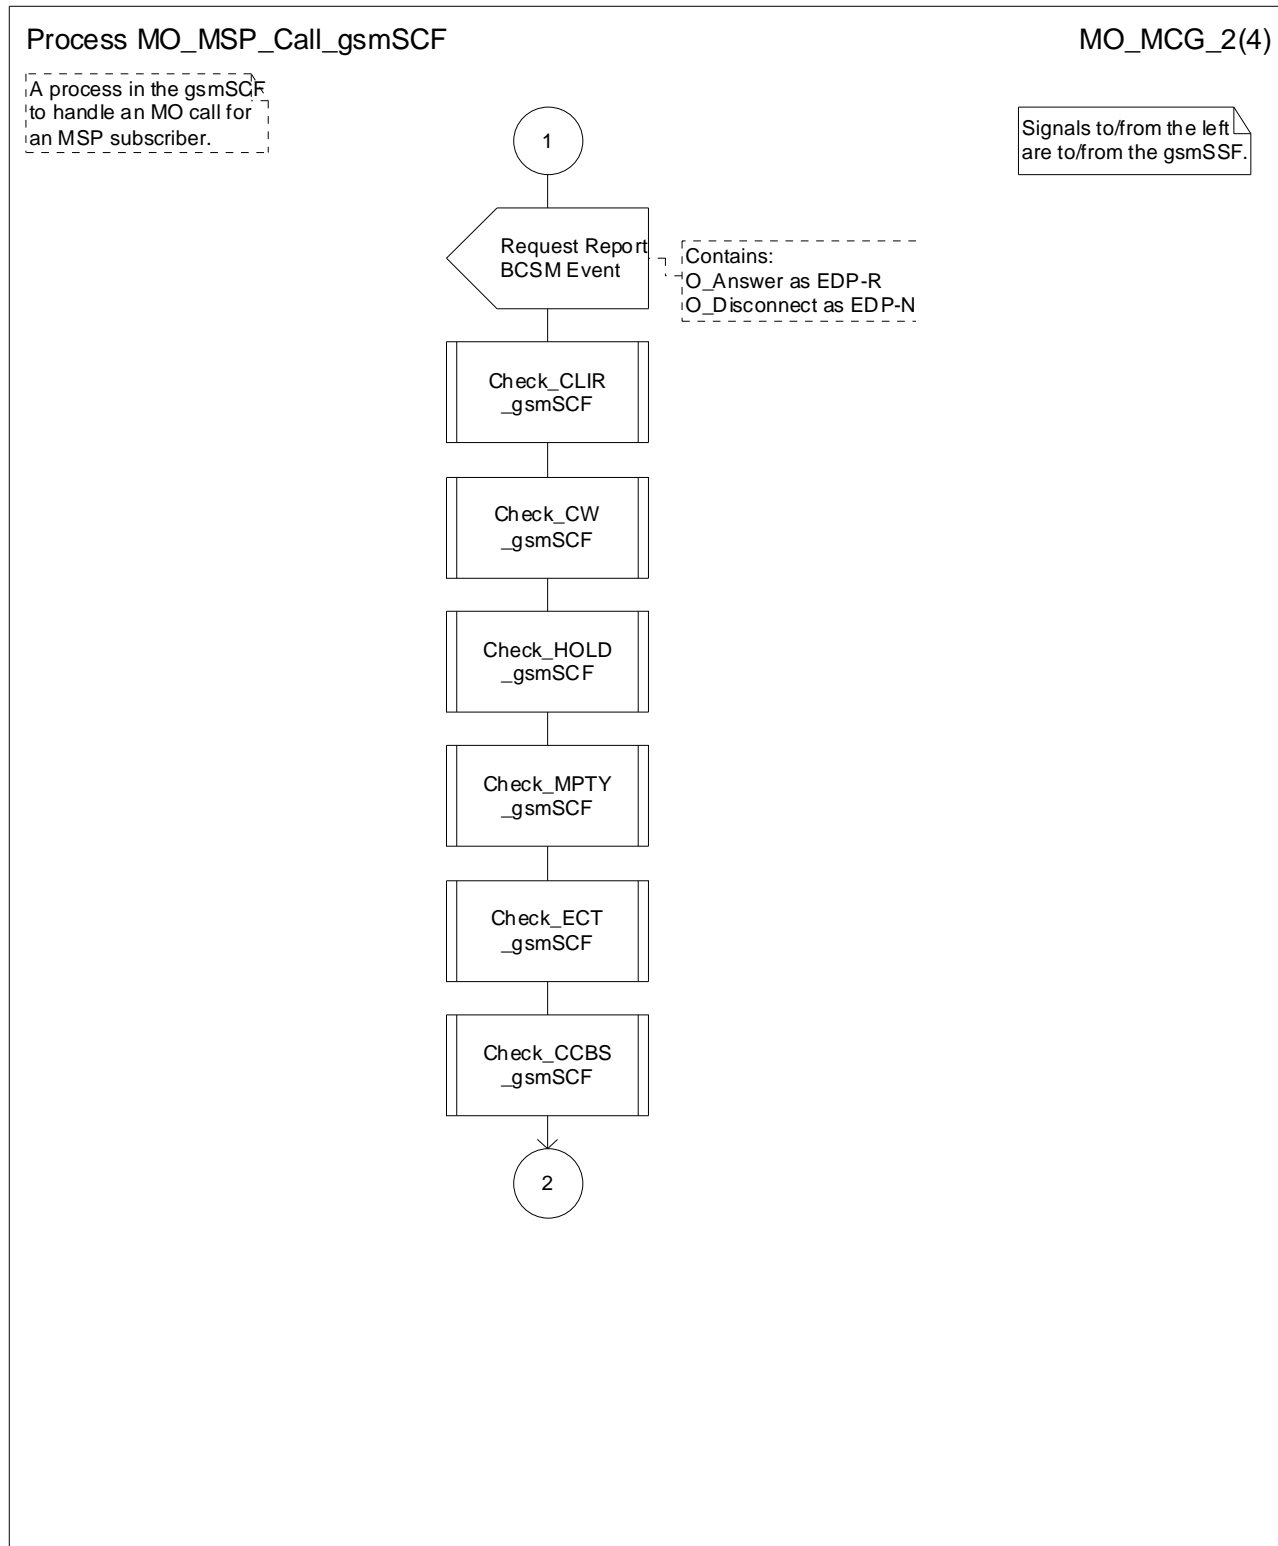 Process MO_MSP_Call_gsmSCF
MO_MCG_2(4)
A process in the gsmSCF
to handle an MO call for
an MSP subscriber.
Signals to/from the left
are to/from the gsmSSF.
1
Request Report
BCSM Event
Contains:
O_Answer as EDP-R
O_Disconnect as EDP-N
Check_CLIR
_gsmSCF
Check_CW
_gsmSCF
Check_HOLD
_gsmSCF
Check_MPTY
_gsmSCF
Check_ECT
_gsmSCF
Check_CCBS
_gsmSCF
2